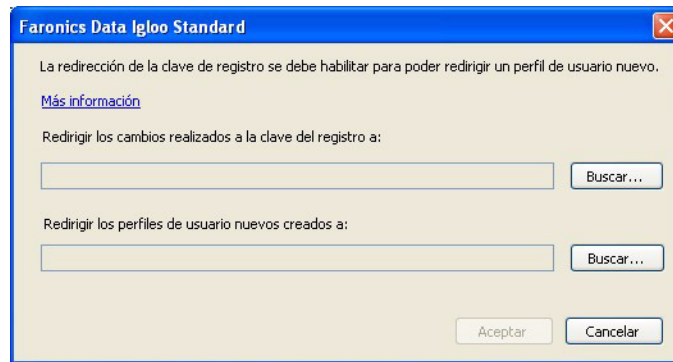 Faronics Data Igloo Standard
La redirección de la clave de registro se debe habilitar para poder redirigir un perfil de usuario nuevo.
Más información
Redirigir los cambios realizados a la clave del registro a:
Buscar...
Redirigir los perfiles de usuario nuevos creados a:
Buscar...
Aceptar Cancelar